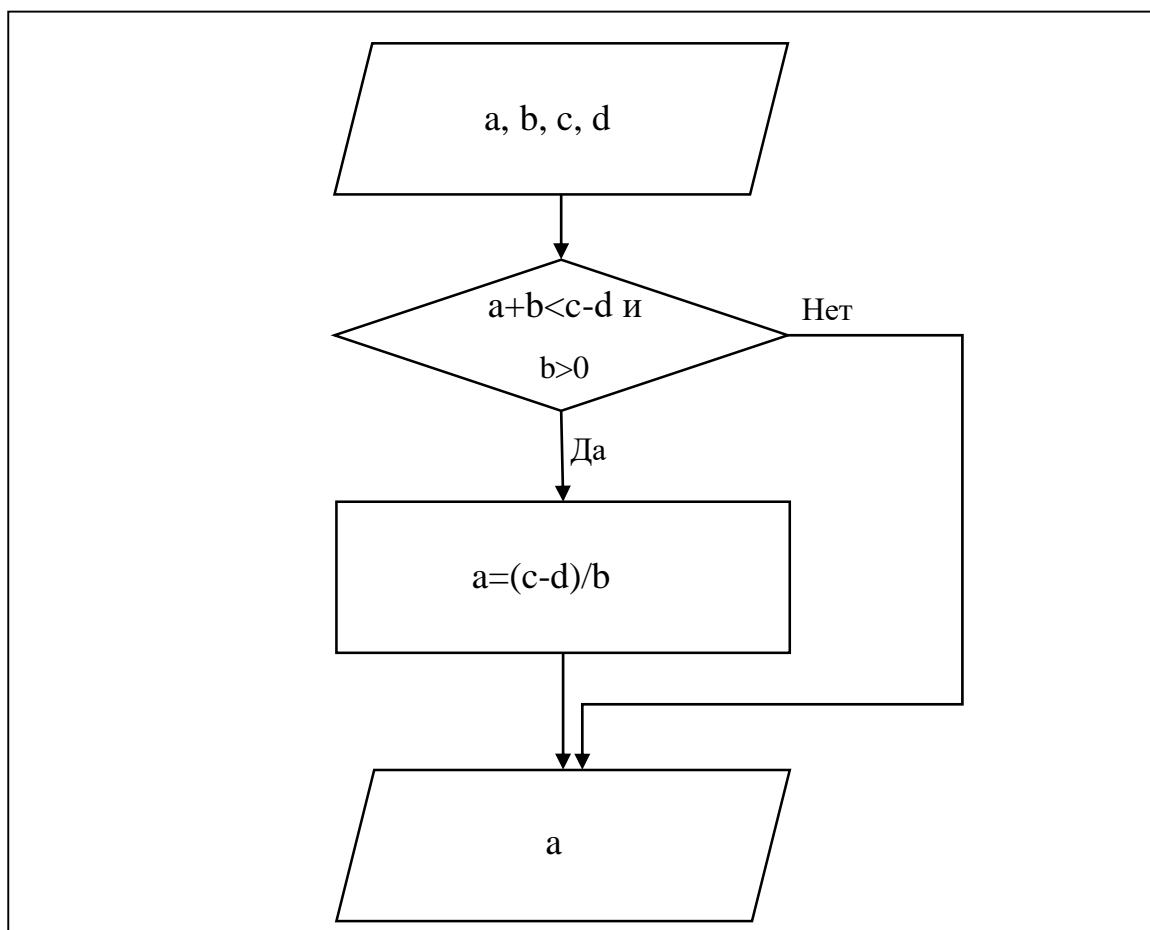 a, b, c, d
a+b<c-d и
b>0
Нет
Да
a=(c-d)/b
a